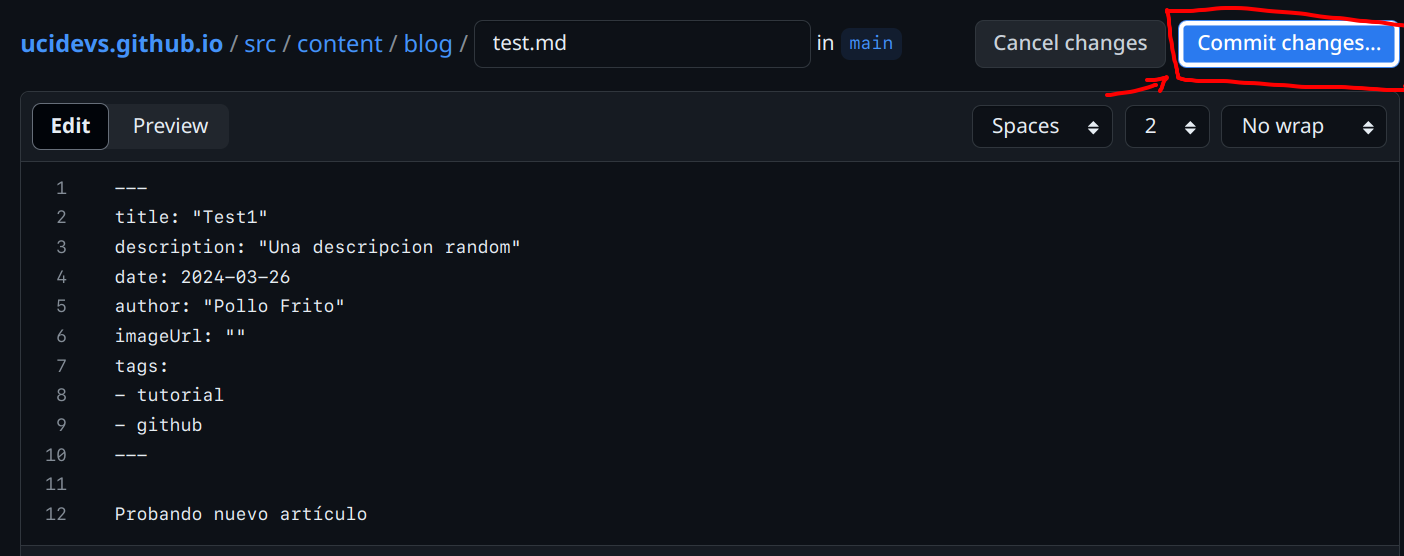 ucidevs.github.io / src / content / blog / test.md in main Cancel changes Commit changes...
Edit Preview Spaces 2 No wrap
1 ---
2 title: "Test1"
3 description: "Una descripcion random"
4 date: 2024-03-26
5 author: "Pollo Frito"
6 imageUrl: ""
7 tags:
8 - tutorial
9 - github
10 ---
11
12 Probando nuevo artículo